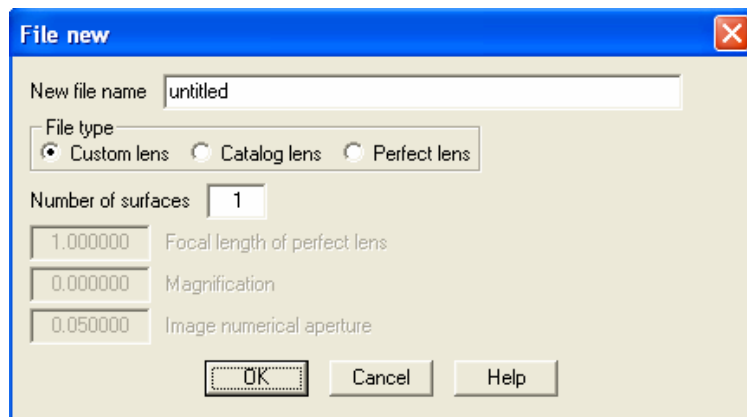 File new
New file name untitled
File type
Custom lens Catalog lens Perfect lens
Number of surfaces 1
1.000000 Focal length of perfect lens
0.000000 Magnification
0.050000 Image numerical aperture
OK Cancel Help